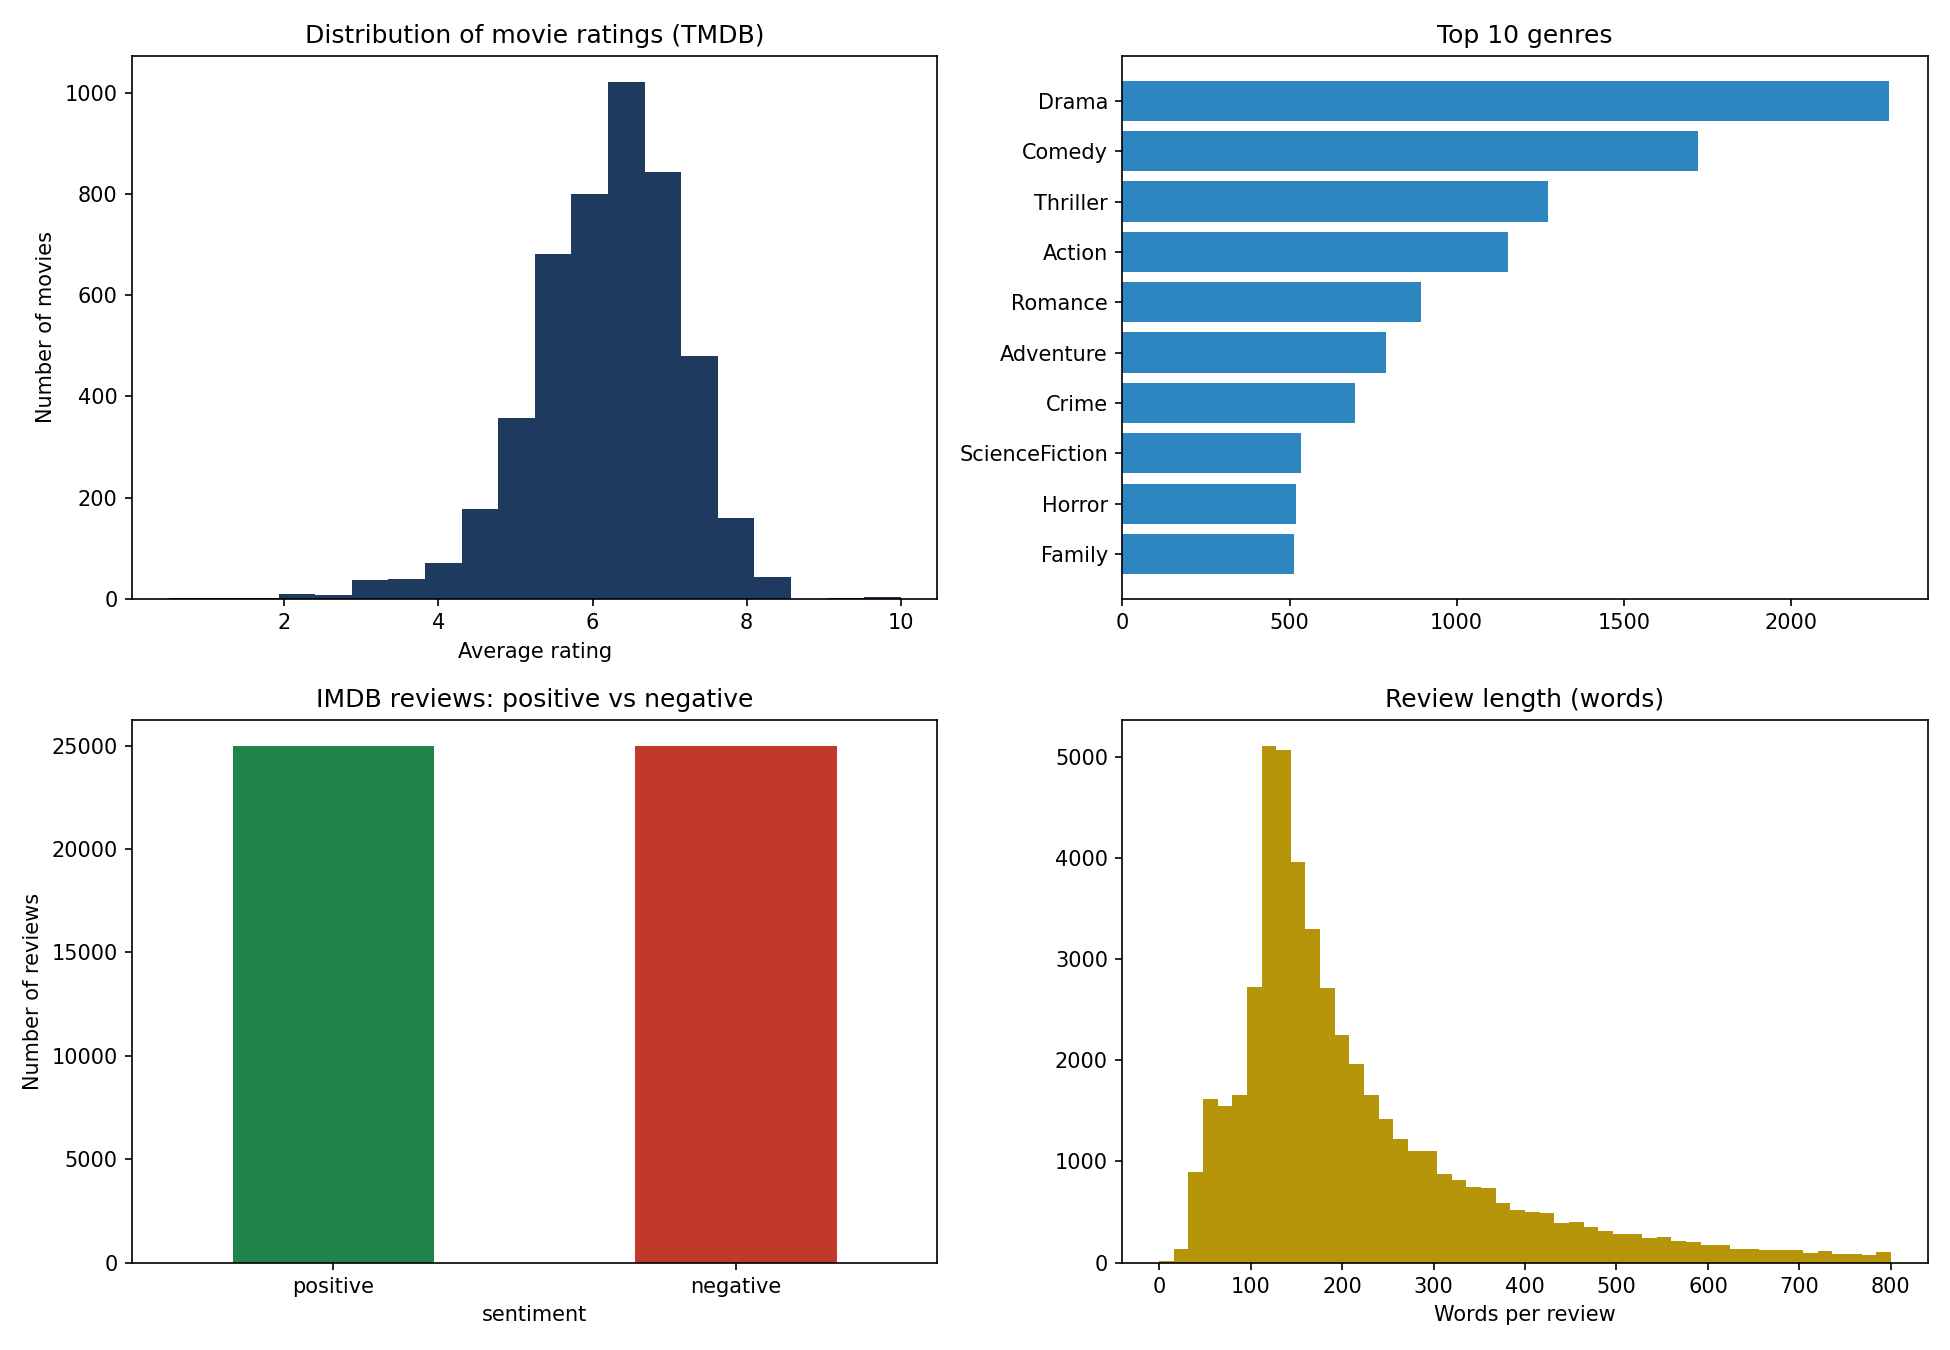 Distribution of movie ratings (TMDB)
Number of movies
1000
800
600
400
200
0
2 4 6 8 10
Average rating
Top 10 genres
Drama
Comedy
Thriller
Action
Romance
Adventure
Crime
ScienceFiction
Horror
Family
0 500 1000 1500 2000
IMDB reviews: positive vs negative
Number of reviews
25000
20000
15000
10000
5000
0
positive negative
sentiment
Review length (words)
5000
4000
3000
2000
1000
0
0 100 200 300 400 500 600 700 800
Words per review